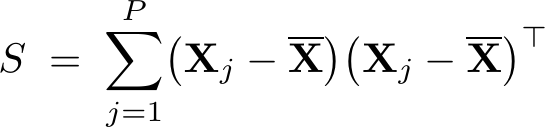 S = \sum_{j=1}^{P} (\mathbf{X}_j - \overline{\mathbf{X}}) (\mathbf{X}_j - \overline{\mathbf{X}})^\top